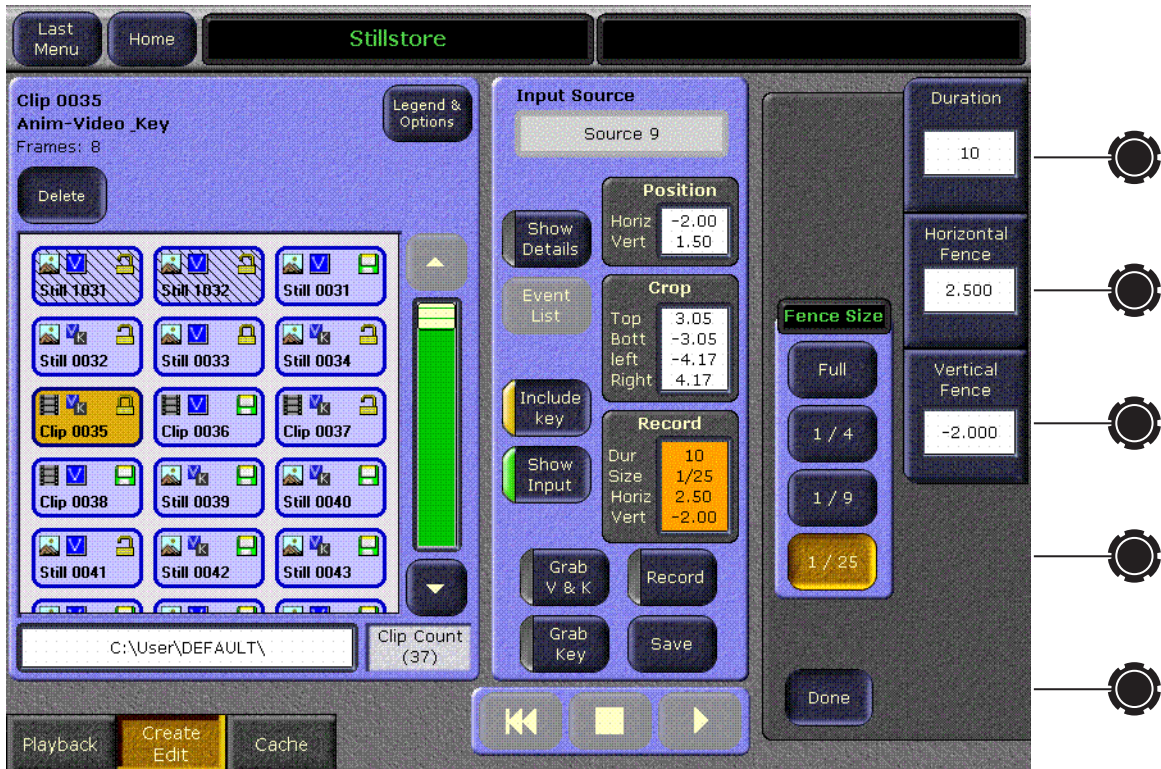 Last
Menu
Home
Stillstore
Clip 0035
Anim-Video_Key
Frames: 8
Legend &
Options
Delete
Still 1031
Still 1032
Still 0031
Still 0032
Still 0033
Still 0034
Clip 0035
Clip 0036
Clip 0037
Clip 0038
Still 0039
Still 0040
Still 0041
Still 0042
Still 0043
C:\User\DEFAULT\
Clip Count
(37)
Input Source
Source 9
Show
Details
Event
List
Include
key
Show
Input
Position
Horiz -2.00
Vert 1.50
Crop
Top 3.05
Bott -3.05
left -4.17
Right 4.17
Record
Dur 10
Size 1/25
Horiz 2.50
Vert -2.00
Grab
V & K
Record
Grab
Key
Save
Fence Size
Full
1 / 4
1 / 9
1 / 25
Done
Duration
10
Horizontal
Fence
2.500
Vertical
Fence
-2.000
Playback
Create
Edit
Cache